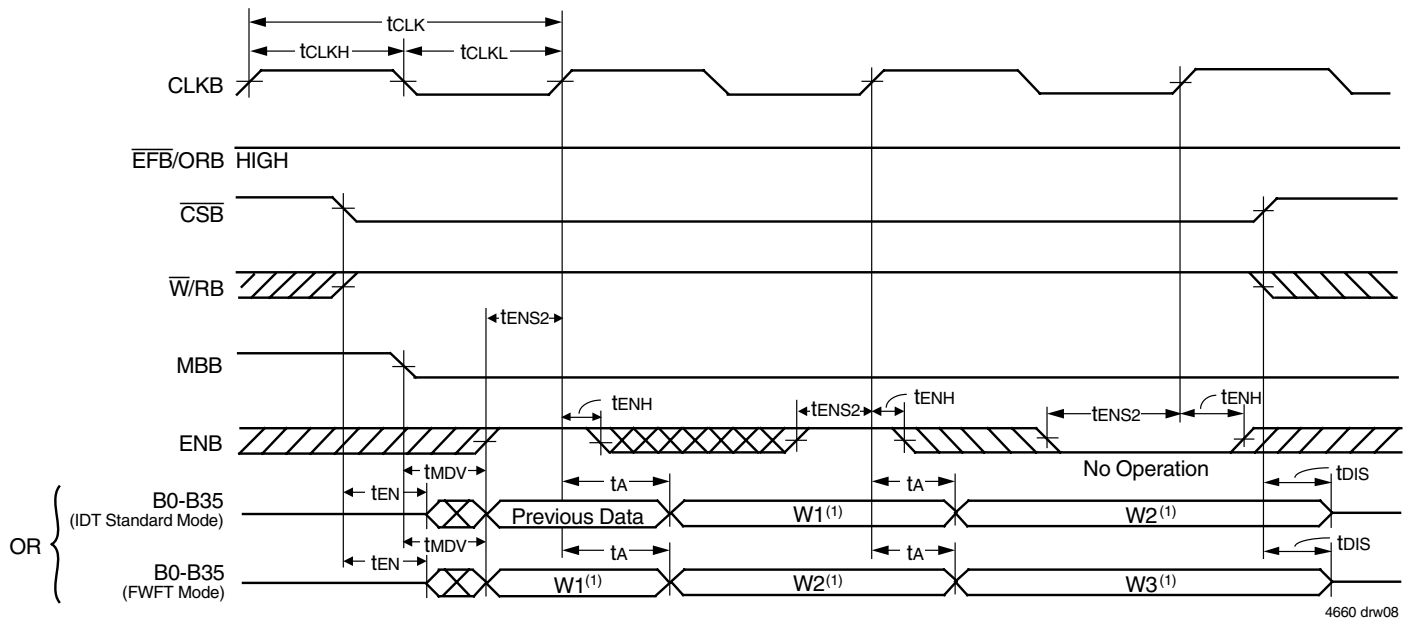 tCLK
tCLKH tCLKL
CLKB
EFB/ORB HIGH
CSB
W/RB
tENS2
MBB
tENH tENS2 tENH tENS2 tENH
ENB
No Operation
tMDV
tEN tA tA tDIS
B0-B35
(IDT Standard Mode)
Previous Data W1(1) W2(1)
OR
tMDV
tEN tA tA tDIS
B0-B35
(FWFT Mode)
W1(1) W2(1) W3(1)
4660 drw08